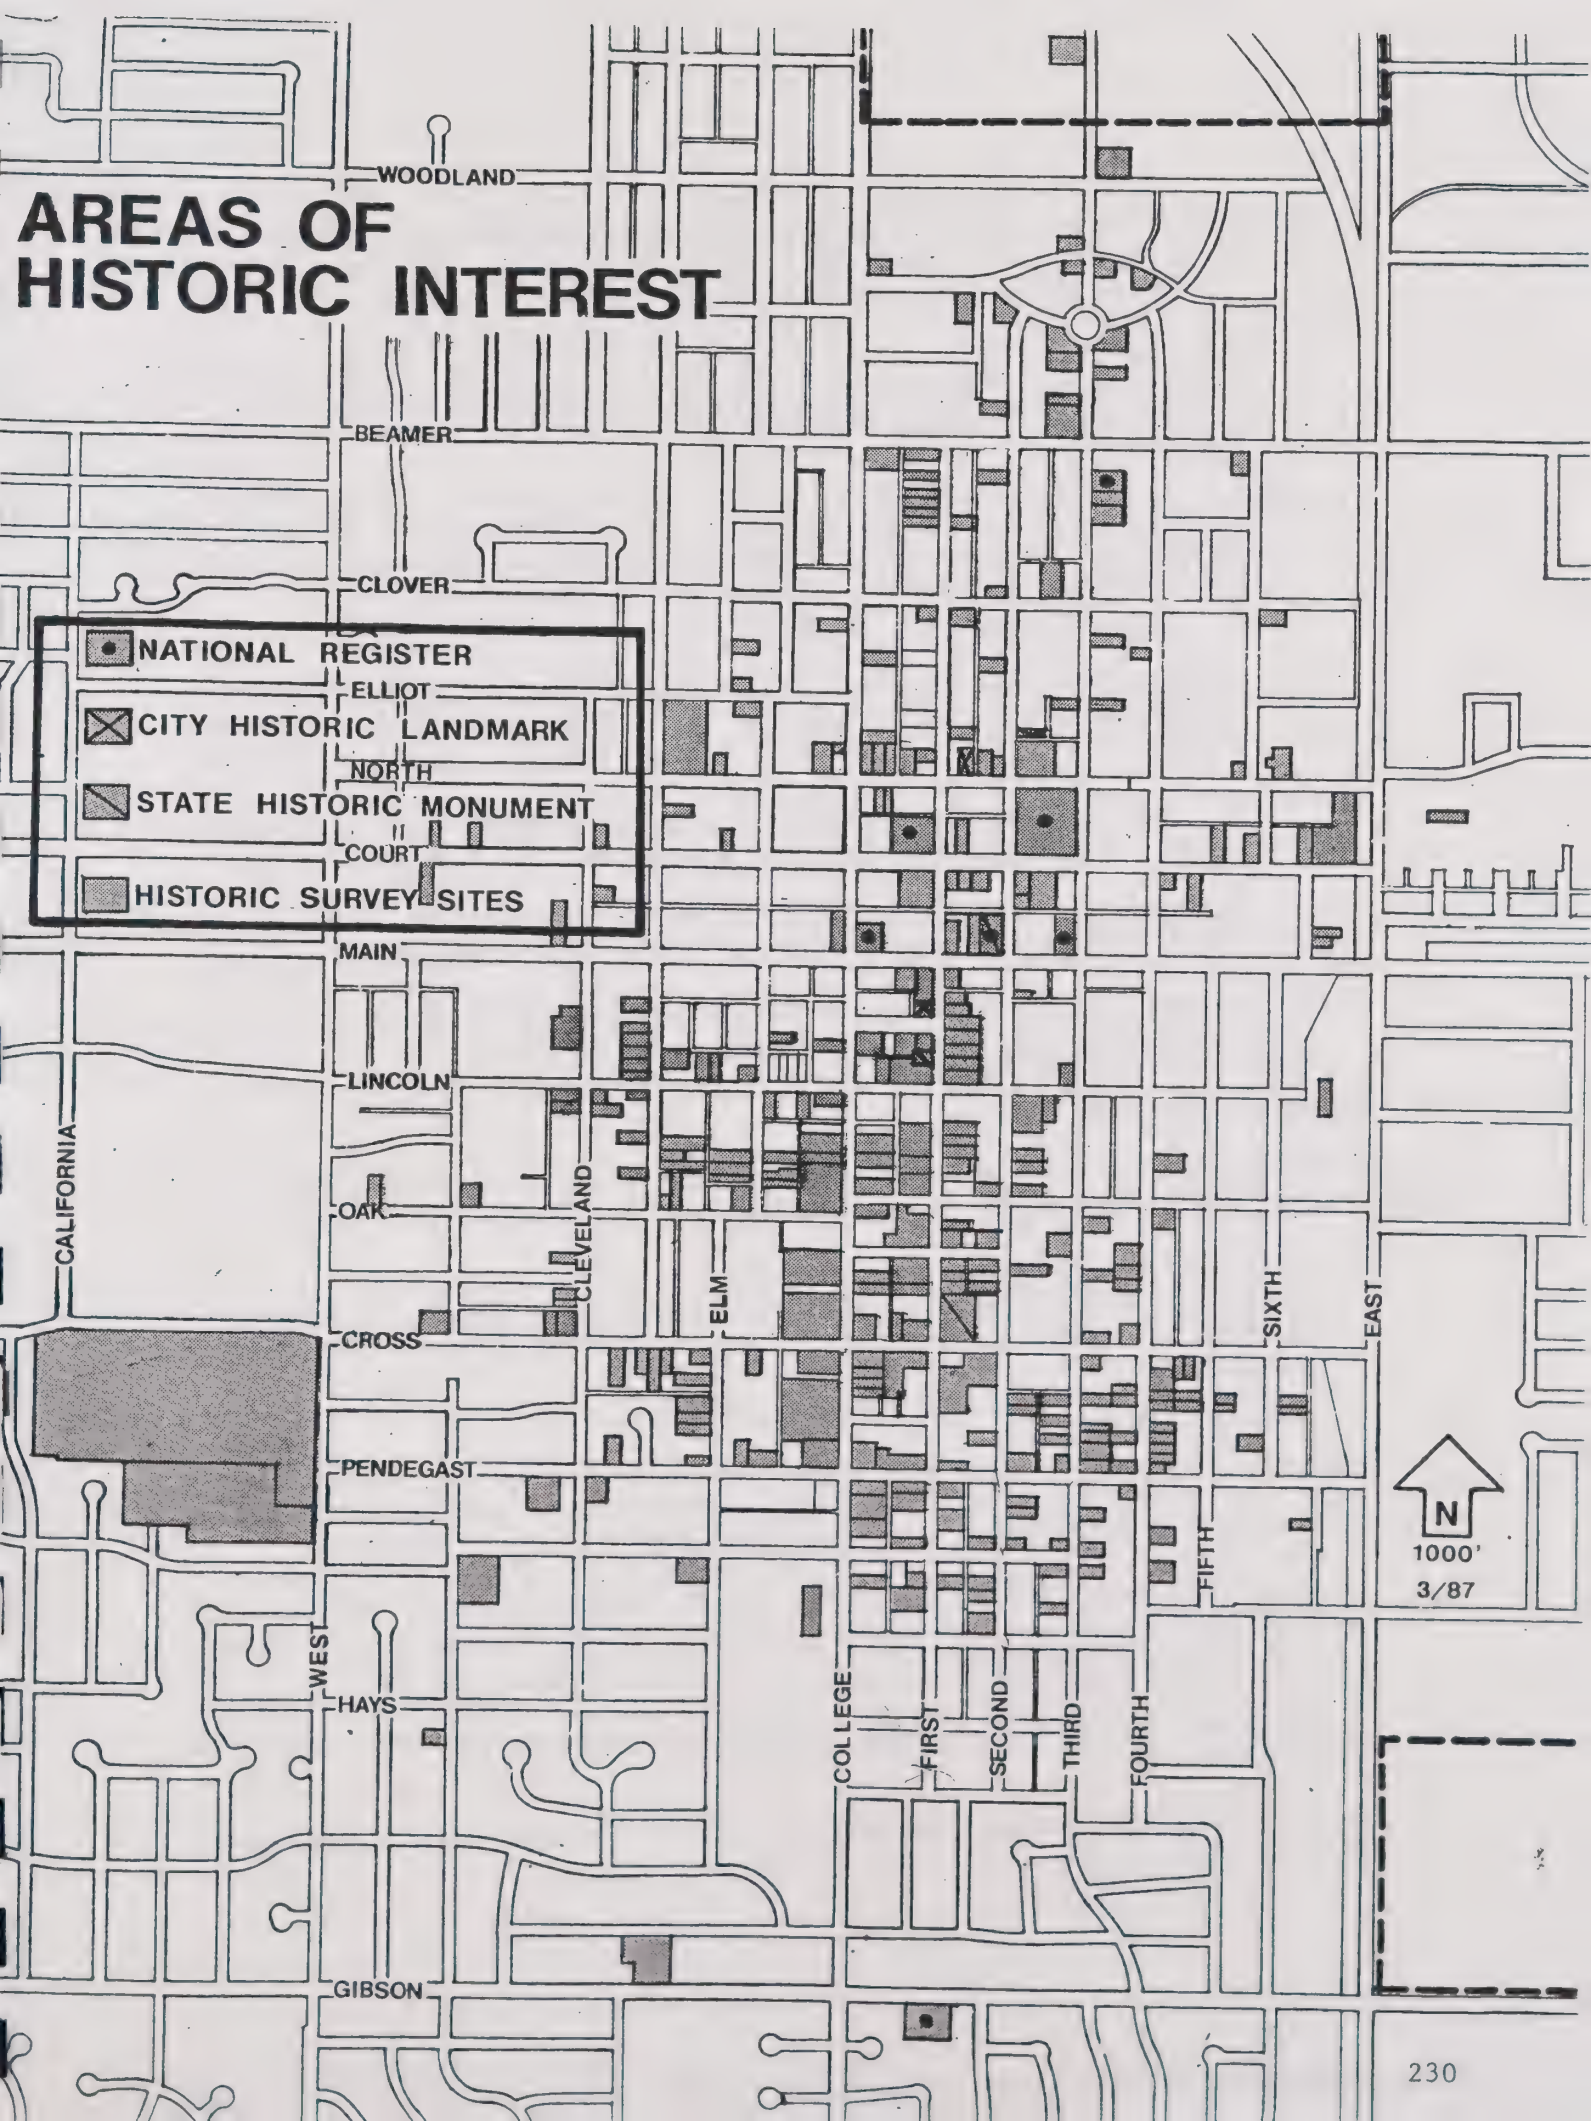 WOODLAND
AREAS OF
HISTORIC INTEREST
BEAMER
CLOVER
NATIONAL REGISTER
ELLIOT
CITY HISTORIC LANDMARK
NORTH
STATE HISTORIC MONUMENT
COURT
HISTORIC SURVEY SITES
MAIN
LINCOLN
CALIFORNIA
OAK
CLEVELAND
ELM
SIXTH
EAST
CROSS
PENDEGAST
N
1000'
3/87
FIFTH
WEST
HAYS
COLLEGE
FIRST
SECOND
THIRD
FOURTH
GIBSON
230